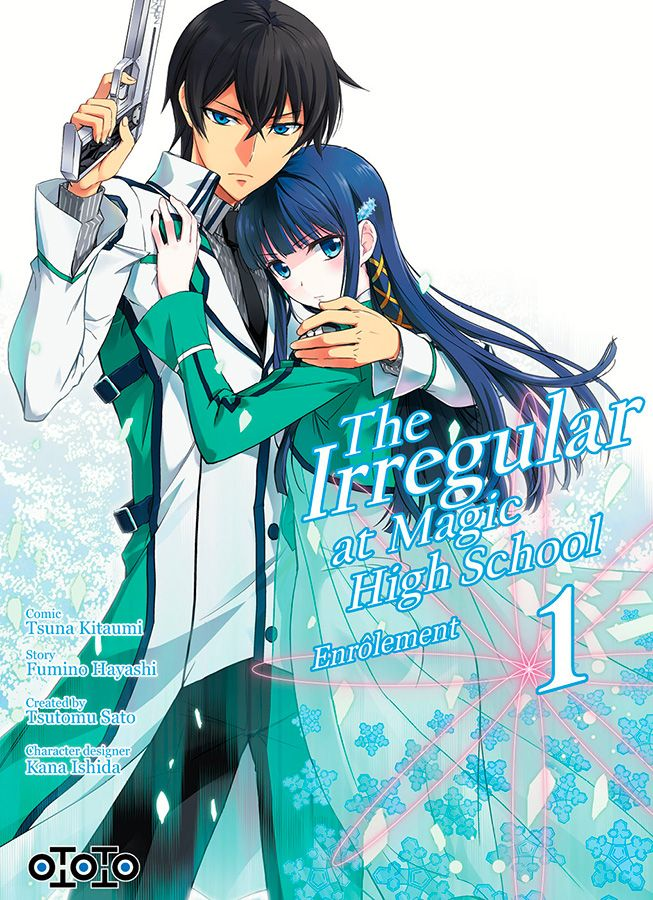 The
Irregular
at Magic
High School
Enrôlement
1
Comic
Tsuna Kitaumi
Story
Fumino Hayashi
Created by
Tsutomu Sato
Character designer
Kana Ishida
OTOTO